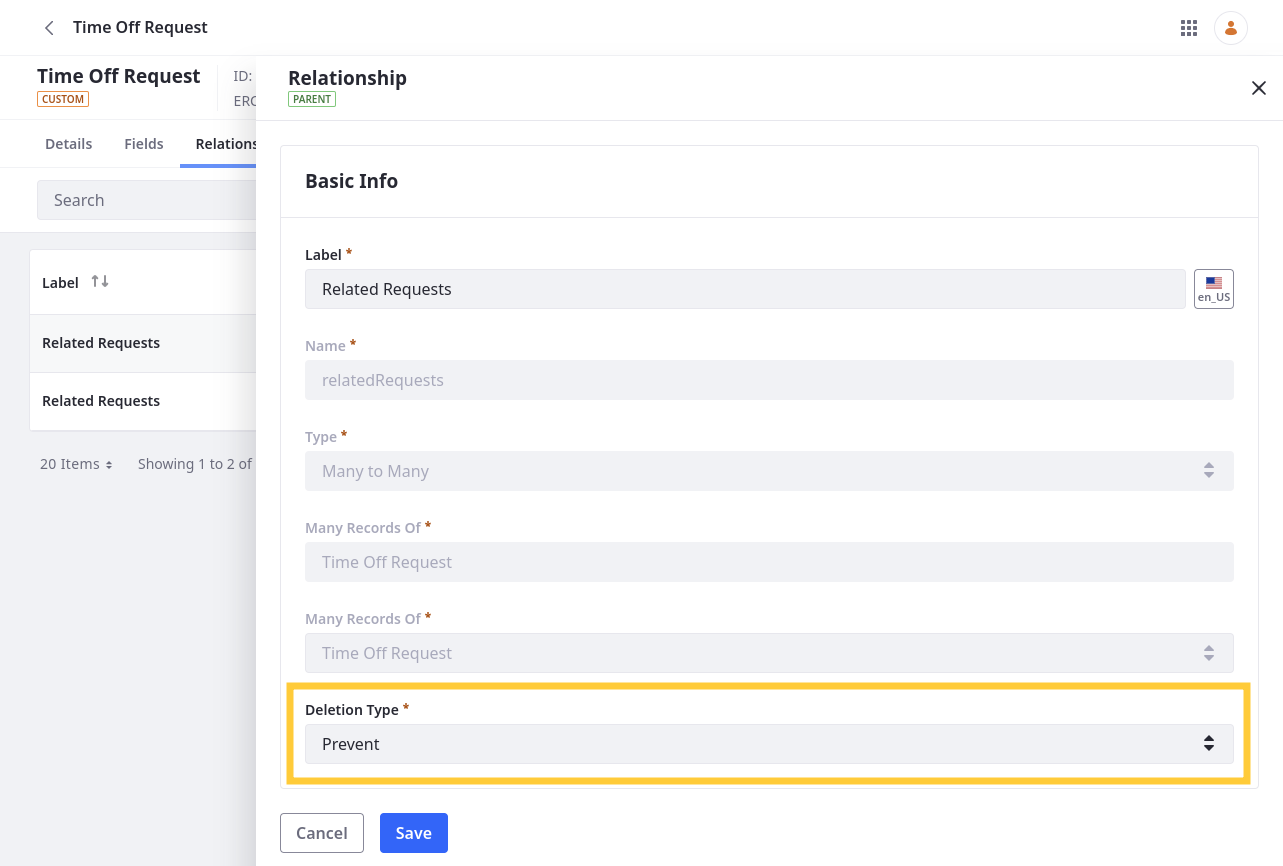 Time Off Request
Time Off Request
CUSTOM
ID:
ERC
Details
Fields
Relations
Search
Label
Related Requests
Related Requests
20 Items
Showing 1 to 2 of
Relationship
PARENT
Basic Info
Label *
Related Requests
en_US
Name *
relatedRequests
Type *
Many to Many
Many Records Of *
Time Off Request
Many Records Of *
Time Off Request
Deletion Type *
Prevent
Cancel
Save